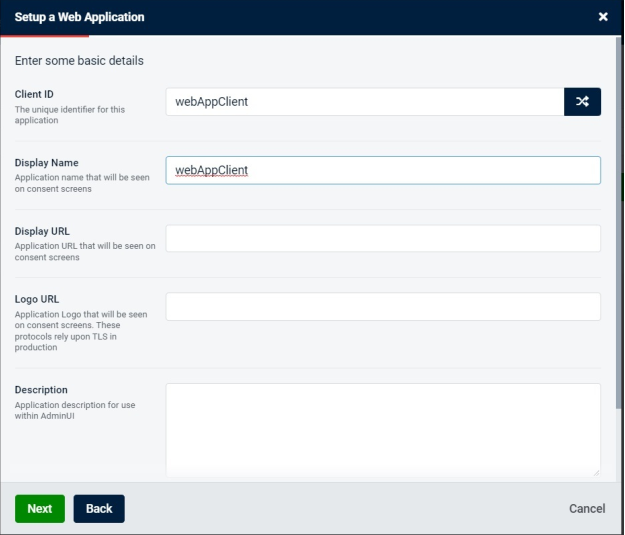 Setup a Web Application
Enter some basic details
Client ID
The unique identifier for this
application
webAppClient
Display Name
Application name that will be seen
on consent screens
webAppClient
Display URL
Application URL that will be seen on
consent screens
Logo URL
Application Logo that will be seen
on consent screens. These
protocols rely upon TLS in
production
Description
Application description for use
within AdminUI
Next
Back
Cancel